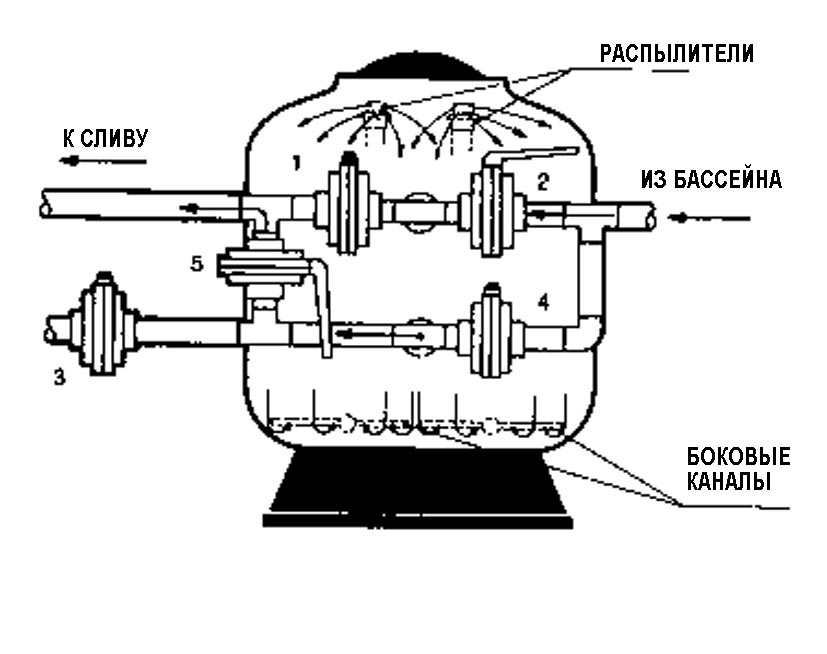 РАСПЫЛИТЕЛИ
К СЛИВУ
1
2
ИЗ БАССЕЙНА
5
4
3
БОКОВЫЕ
КАНАЛЫ